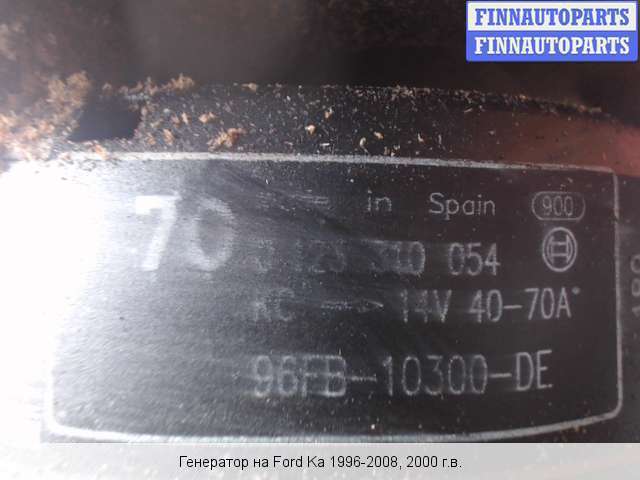 FINNAUTOPARTS
FINNAUTOPARTS
70 in Spain 900
054
KC 14V 40-70A
96FB-10300-DE
Генератор на Ford Ka 1996-2008, 2000 г.в.